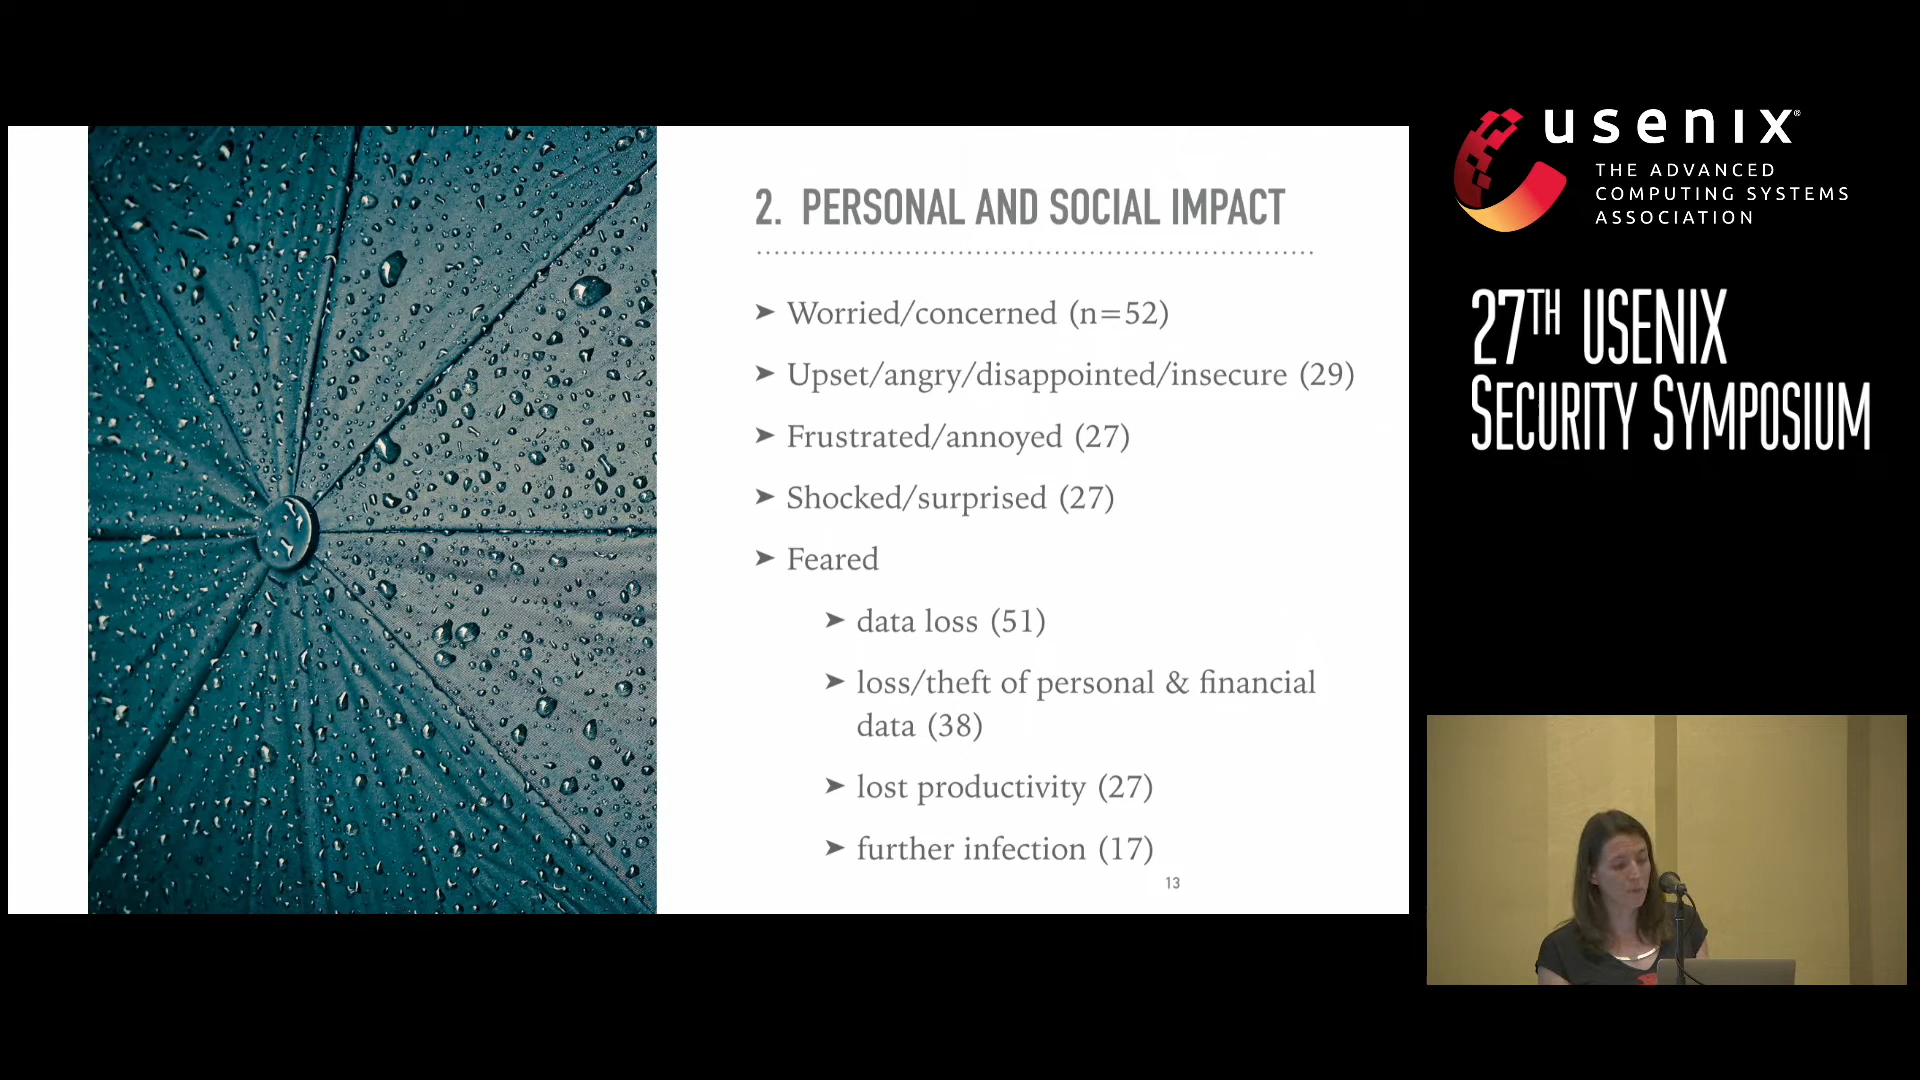 2. PERSONAL AND SOCIAL IMPACT
➤ Worried/concerned (n=52)
➤ Upset/angry/disappointed/insecure (29)
➤ Frustrated/annoyed (27)
➤ Shocked/surprised (27)
➤ Feared
➤ data loss (51)
➤ loss/theft of personal & financial
data (38)
➤ lost productivity (27)
➤ further infection (17)
13
usenix®
THE ADVANCED
COMPUTING SYSTEMS
ASSOCIATION
27TH USENIX
SECURITY SYMPOSIUM